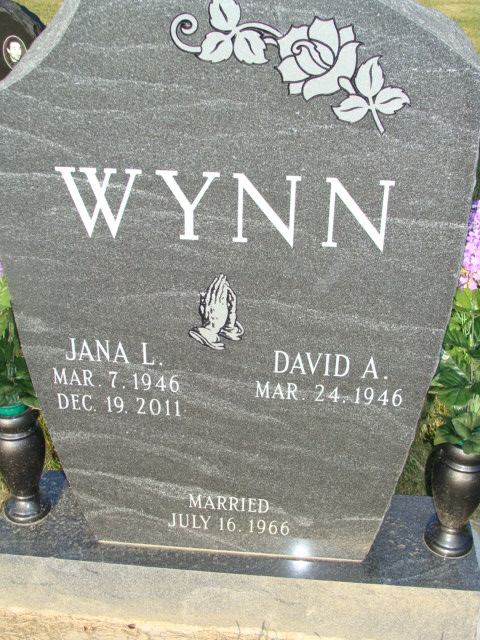 WYNN
JANA L.
MAR. 7, 1946
DEC. 19, 2011
DAVID A.
MAR. 24, 1946
MARRIED
JULY 16, 1966